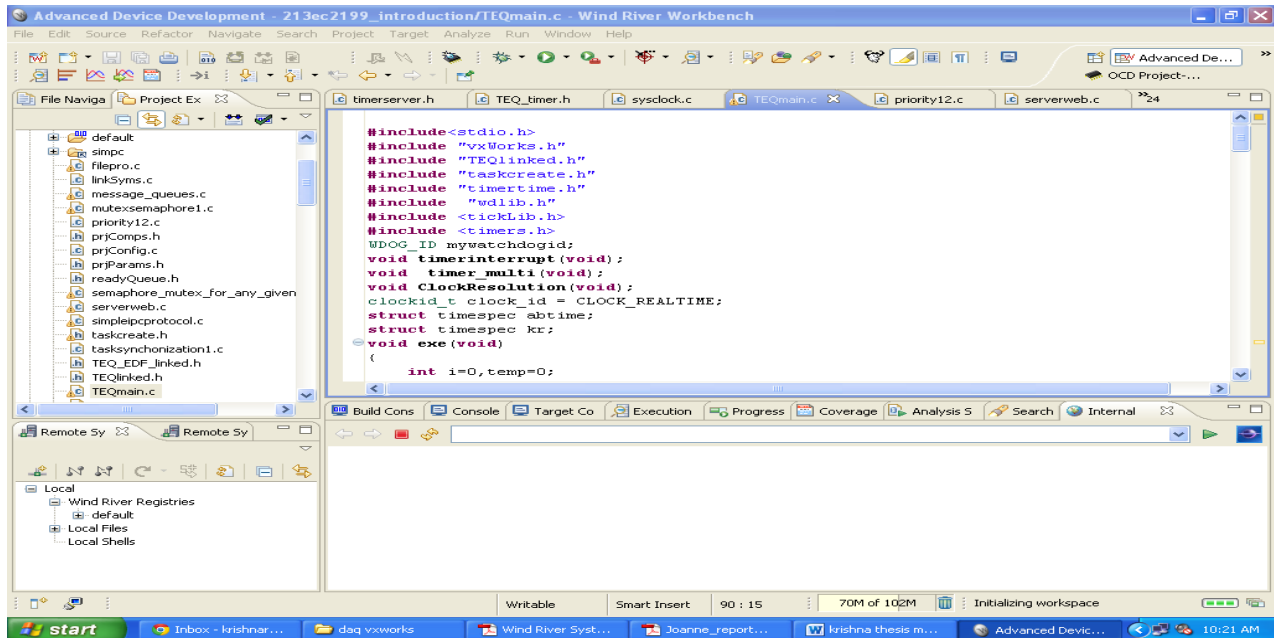 Advanced Device Development - 213ec2199_introduction/TEQmain.c - Wind River Workbench
File Edit Source Refactor Navigate Search Project Target Analyze Run Window Help
Advanced De...
OCD Project-...
File Naviga
Project Ex
default
simpc
filepro.c
linkSyms.c
message_queues.c
mutexsemaphore1.c
priority12.c
prjComps.h
prjConfig.c
prjParams.h
readyQueue.h
semaphore_mutex_for_any_given
serverweb.c
simpleipcprotocol.c
taskcreate.h
tasksynchonization1.c
TEQ_EDF_linked.h
TEQlinked.h
TEQmain.c
timerserver.h
TEQ_timer.h
sysclock.c
TEQmain.c
priority12.c
serverweb.c
24
#include<stdio.h>
#include "vxWorks.h"
#include "TEQlinked.h"
#include "taskcreate.h"
#include "timertime.h"
#include  "wdlib.h"
#include <tickLib.h>
#include <timers.h>
WDOG_ID mywatchdogid;
void timerinterrupt(void);
void  timer_multi(void);
void ClockResolution(void);
clockid_t clock_id = CLOCK_REALTIME;
struct timespec abtime;
struct timespec kr;
void exe(void)
{
int i=0,temp=0;
Remote Sy
Remote Sy
Local
Wind River Registries
default
Local Files
Local Shells
Build Cons
Console
Target Co
Execution
Progress
Coverage
Analysis S
Search
Internal
Writable
Smart Insert
90 : 15
70M of 102M
Initializing workspace
start
Inbox - krishnar...
daq vxworks
Wind River Syst...
Joanne_report...
krishna thesis m...
Advanced Devic...
10:21 AM